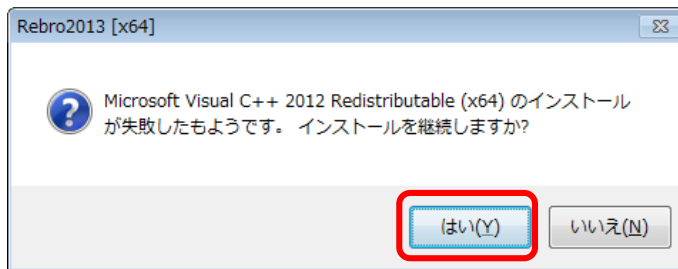 Rebro2013 [x64]
Microsoft Visual C++ 2012 Redistributable (x64) のインストール
が失敗したもようです。 インストールを継続しますか?
はい(Y)
いいえ(N)